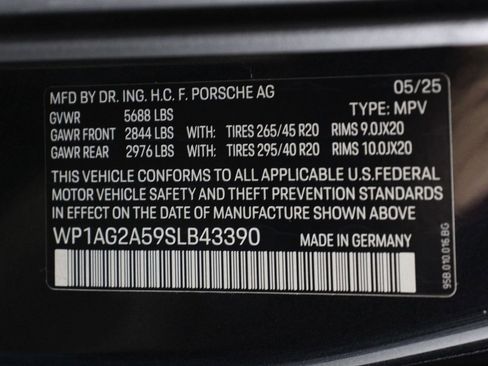 MFD BY DR. ING. H.C. F. PORSCHE AG 05/25
GVWR 5688 LBS TYPE: MPV
GAWR FRONT 2844 LBS WITH: TIRES 265/45 R20 RIMS 9.0JX20
GAWR REAR 2976 LBS WITH: TIRES 295/40 R20 RIMS 10.0JX20
THIS VEHICLE CONFORMS TO ALL APPLICABLE U.S.FEDERAL
MOTOR VEHICLE SAFETY AND THEFT PREVENTION STANDARDS
IN EFFECT ON THE DATE OF MANUFACTURE SHOWN ABOVE
WP1AG2A59SLB43390 MADE IN GERMANY
95B.010.016.BG